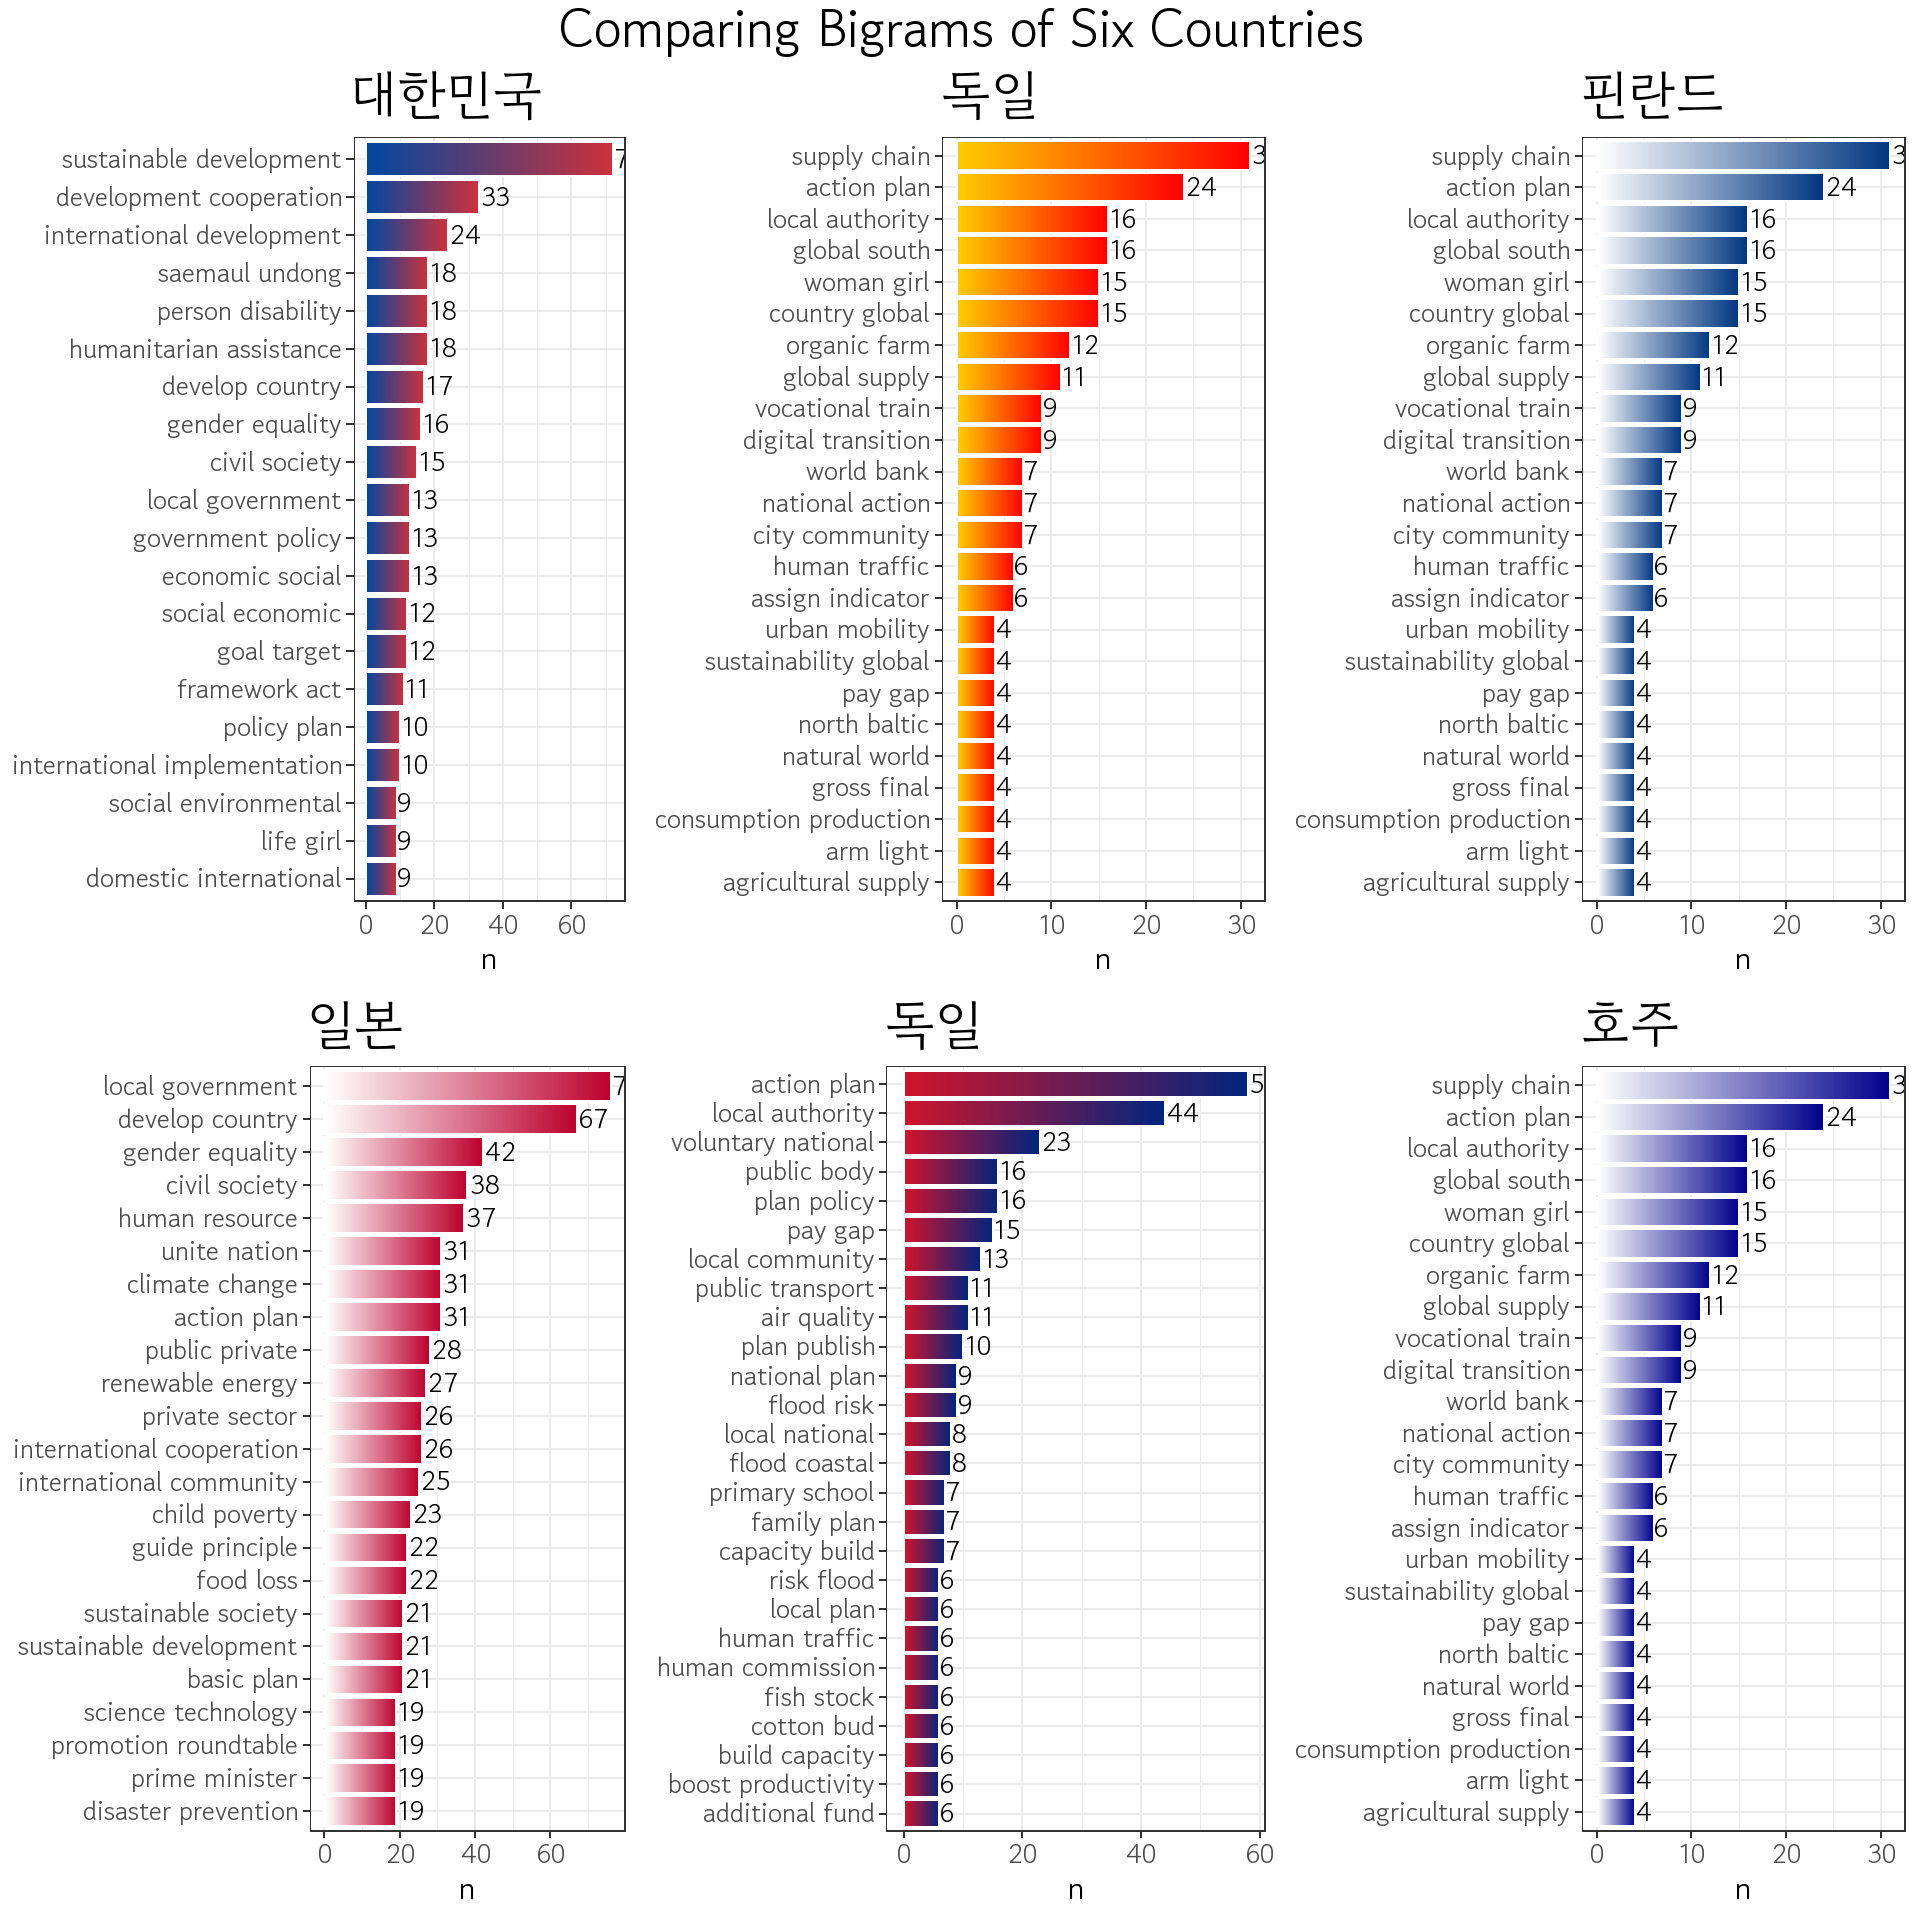 Comparing Bigrams of Six Countries
대한민국
sustainable development 7
development cooperation 33
international development 24
saemaul undong 18
person disability 18
humanitarian assistance 18
develop country 17
gender equality 16
civil society 15
local government 13
government policy 13
economic social 13
social economic 12
goal target 12
framework act 11
policy plan 10
international implementation 10
social environmental 9
life girl 9
domestic international 9
0 20 40 60
n
독일
supply chain 3
action plan 24
local authority 16
global south 16
woman girl 15
country global 15
organic farm 12
global supply 11
vocational train 9
digital transition 9
world bank 7
national action 7
city community 7
human traffic 6
assign indicator 6
urban mobility 4
sustainability global 4
pay gap 4
north baltic 4
natural world 4
gross final 4
consumption production 4
arm light 4
agricultural supply 4
0 10 20 30
n
핀란드
supply chain 3
action plan 24
local authority 16
global south 16
woman girl 15
country global 15
organic farm 12
global supply 11
vocational train 9
digital transition 9
world bank 7
national action 7
city community 7
human traffic 6
assign indicator 6
urban mobility 4
sustainability global 4
pay gap 4
north baltic 4
natural world 4
gross final 4
consumption production 4
arm light 4
agricultural supply 4
0 10 20 30
n
일본
local government 7
develop country 67
gender equality 42
civil society 38
human resource 37
unite nation 31
climate change 31
action plan 31
public private 28
renewable energy 27
private sector 26
international cooperation 26
international community 25
child poverty 23
guide principle 22
food loss 22
sustainable society 21
sustainable development 21
basic plan 21
science technology 19
promotion roundtable 19
prime minister 19
disaster prevention 19
0 20 40 60
n
독일
action plan 5
local authority 44
voluntary national 23
public body 16
plan policy 16
pay gap 15
local community 13
public transport 11
air quality 11
plan publish 10
national plan 9
flood risk 9
local national 8
flood coastal 8
primary school 7
family plan 7
capacity build 7
risk flood 6
local plan 6
human traffic 6
human commission 6
fish stock 6
cotton bud 6
build capacity 6
boost productivity 6
additional fund 6
0 20 40 60
n
호주
supply chain 3
action plan 24
local authority 16
global south 16
woman girl 15
country global 15
organic farm 12
global supply 11
vocational train 9
digital transition 9
world bank 7
national action 7
city community 7
human traffic 6
assign indicator 6
urban mobility 4
sustainability global 4
pay gap 4
north baltic 4
natural world 4
gross final 4
consumption production 4
arm light 4
agricultural supply 4
0 10 20 30
n